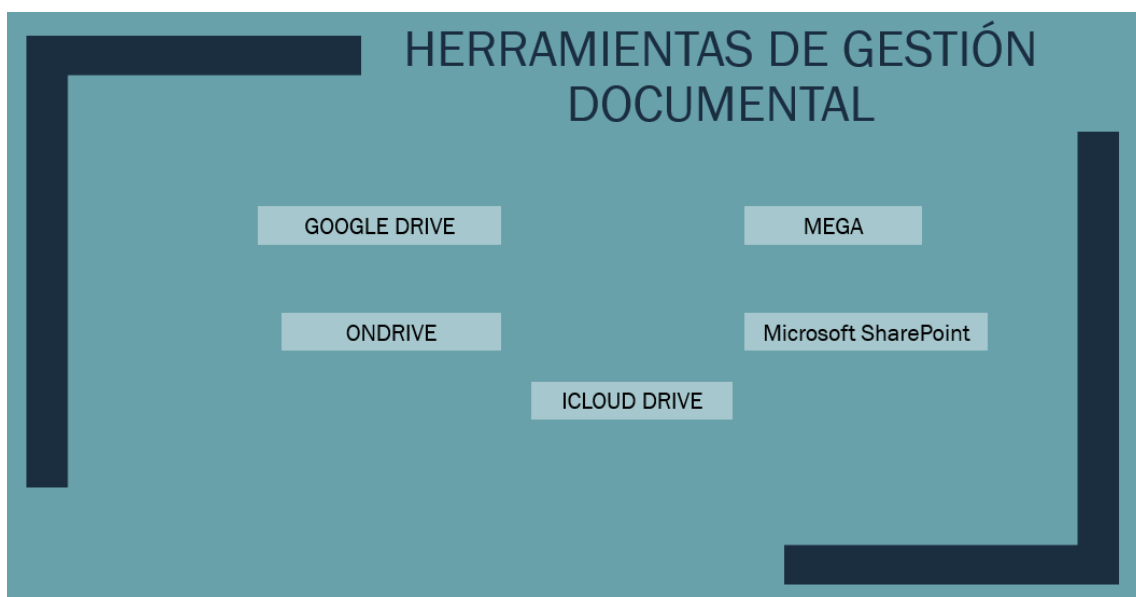 HERRAMIENTAS DE GESTIÓN
DOCUMENTAL
GOOGLE DRIVE
MEGA
ONDRIVE
Microsoft SharePoint
ICLOUD DRIVE